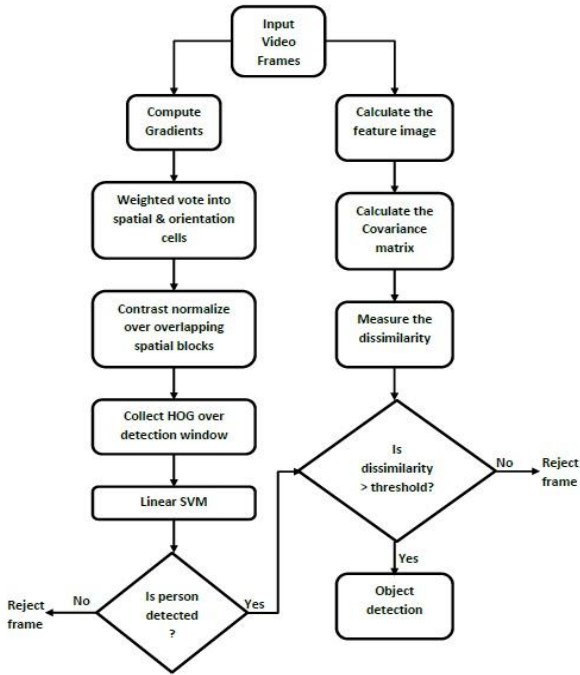 Input
Video
Frames
Compute
Gradients
Weighted vote into
spatial & orientation
cells
Contrast normalize
over overlapping
spatial blocks
Collect HOG over
detection window
Linear SVM
Is person
detected
?
No
Reject
frame
Yes
Calculate the
feature image
Calculate the
Covariance
matrix
Measure the
dissimilarity
Is
dissimilarity
> threshold?
No
Reject
frame
Yes
Object
detection